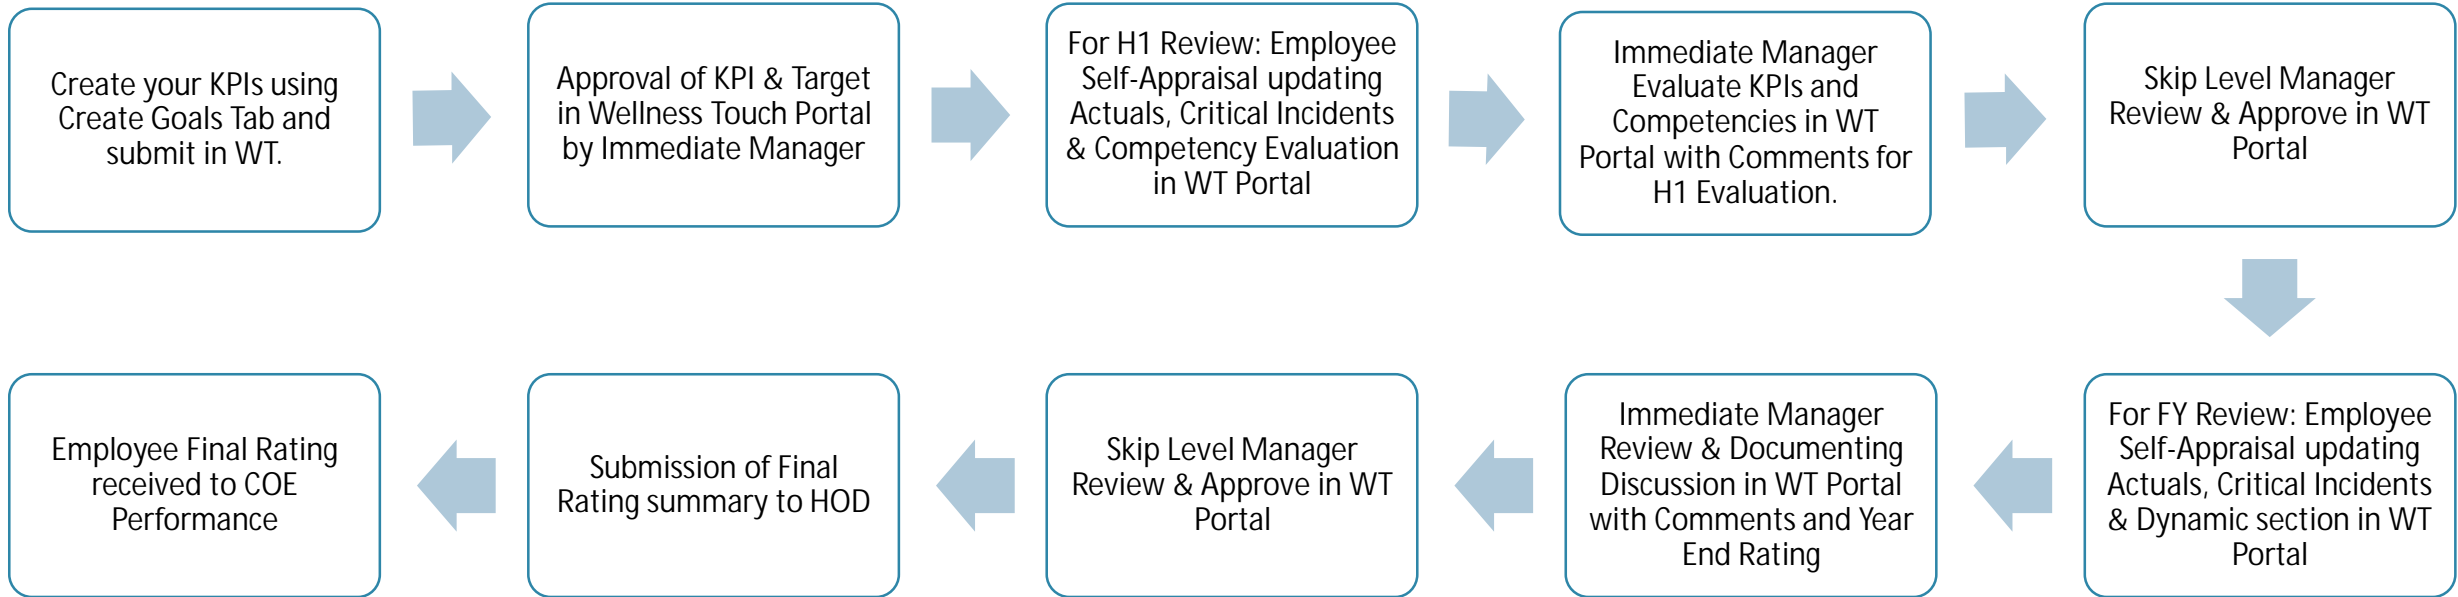 Create your KPIs using
Create Goals Tab and
submit in WT.
Approval of KPI & Target
in Wellness Touch Portal
by Immediate Manager
For H1 Review: Employee
Self-Appraisal updating
Actuals, Critical Incidents
& Competency Evaluation
in WT Portal
Immediate Manager
Evaluate KPIs and
Competencies in WT
Portal with Comments for
H1 Evaluation.
Skip Level Manager
Review & Approve in WT
Portal
For FY Review: Employee
Self-Appraisal updating
Actuals, Critical Incidents
& Dynamic section in WT
Portal
Immediate Manager
Review & Documenting
Discussion in WT Portal
with Comments and Year
End Rating
Skip Level Manager
Review & Approve in WT
Portal
Submission of Final
Rating summary to HOD
Employee Final Rating
received to COE
Performance